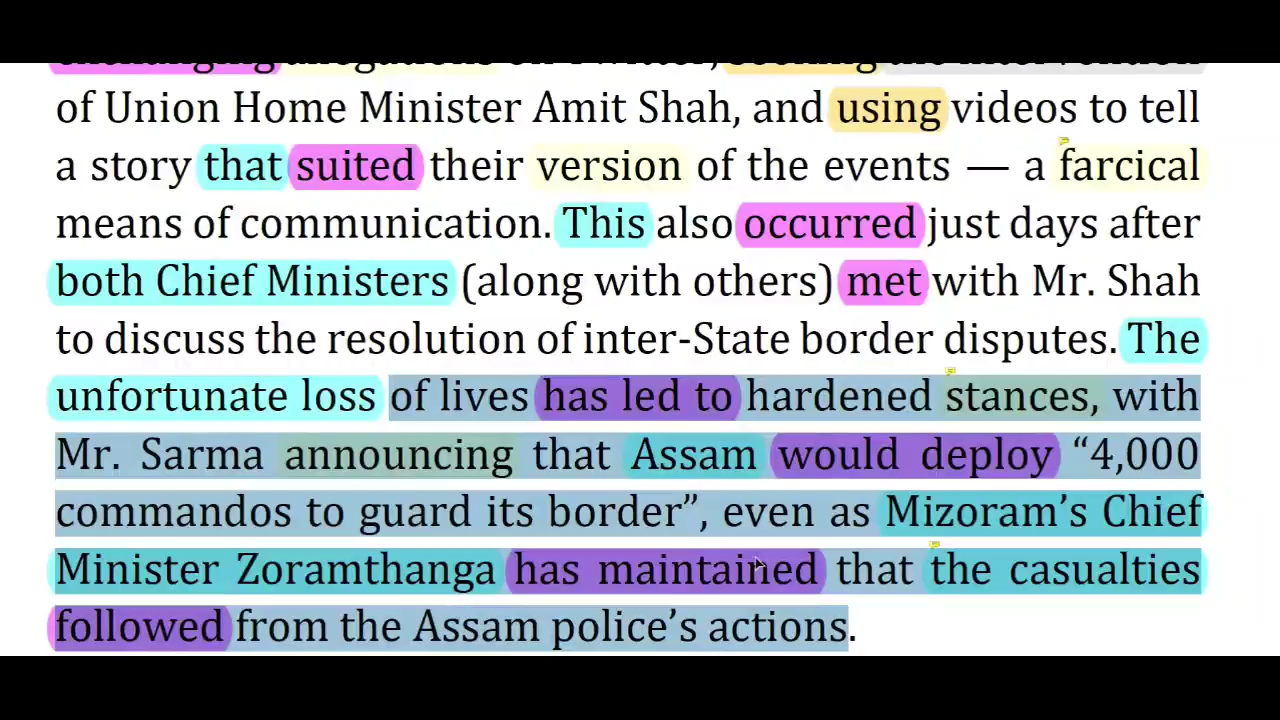 of Union Home Minister Amit Shah, and using videos to tell
a story that suited their version of the events — a farcical
means of communication. This also occurred just days after
both Chief Ministers (along with others) met with Mr. Shah
to discuss the resolution of inter-State border disputes. The
unfortunate loss of lives has led to hardened stances, with
Mr. Sarma announcing that Assam would deploy “4,000
commandos to guard its border”, even as Mizoram’s Chief
Minister Zoramthanga has maintained that the casualties
followed from the Assam police’s actions.